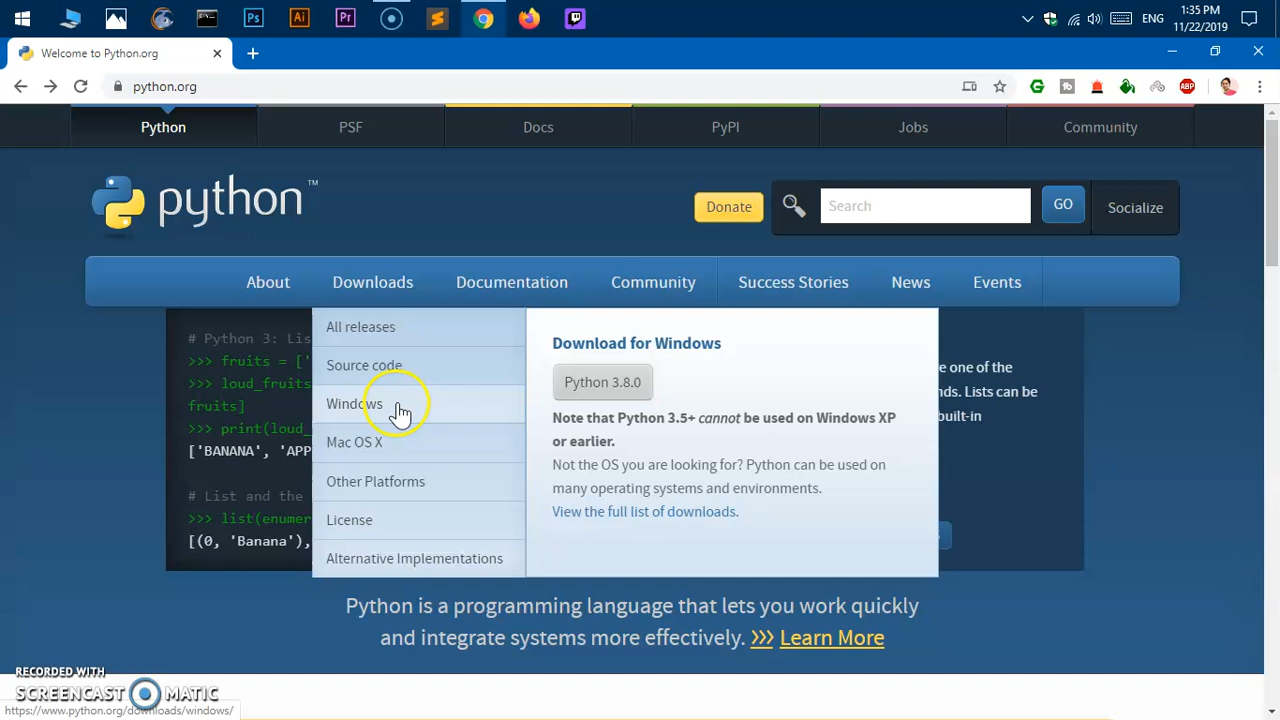 Ps
Ai
Pr
ENG
1:35 PM
11/22/2019
Welcome to Python.org
python.org
ABP
Python
PSF
Docs
PyPI
Jobs
Community
python™
Donate
Search
GO
Socialize
About
Downloads
Documentation
Community
Success Stories
News
Events
# Python 3: Lis
>>> fruits = ['
>>> loud_fruits
fruits]
>>> print(loud_
['BANANA', 'APP
# List and the
>>> list(enumer
[(0, 'Banana'),
All releases
Source code
Windows
Mac OS X
Other Platforms
License
Alternative Implementations
Download for Windows
Python 3.8.0
Note that Python 3.5+ cannot be used on Windows XP
or earlier.
Not the OS you are looking for? Python can be used on
many operating systems and environments.
View the full list of downloads.
e one of the
nds. Lists can be
uilt-in
Python is a programming language that lets you work quickly
and integrate systems more effectively. >>> Learn More
RECORDED WITH
SCREENCAST MATIC
https://www.python.org/downloads/windows/